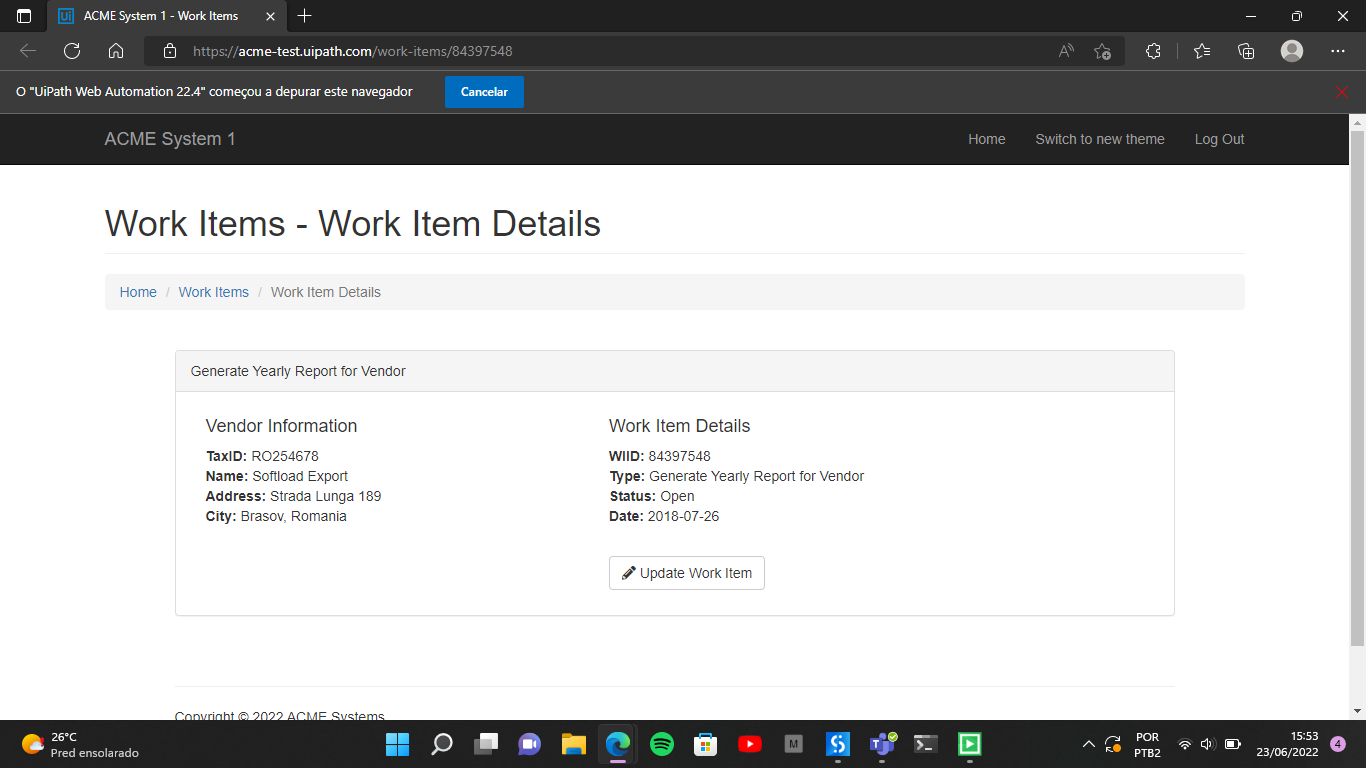 ACME System 1 - Work Items
https://acme-test.uipath.com/work-items/84397548
O "UiPath Web Automation 22.4" começou a depurar este navegador
Cancelar
ACME System 1
Home
Switch to new theme
Log Out
Work Items - Work Item Details
Home / Work Items / Work Item Details
Generate Yearly Report for Vendor
Vendor Information
TaxID: RO254678
Name: Softload Export
Address: Strada Lunga 189
City: Brasov, Romania
Work Item Details
WIID: 84397548
Type: Generate Yearly Report for Vendor
Status: Open
Date: 2018-07-26
Update Work Item
Copyright © 2022 ACME Systems
26°C
Pred ensolarado
POR
PTB2
15:53
23/06/2022
4